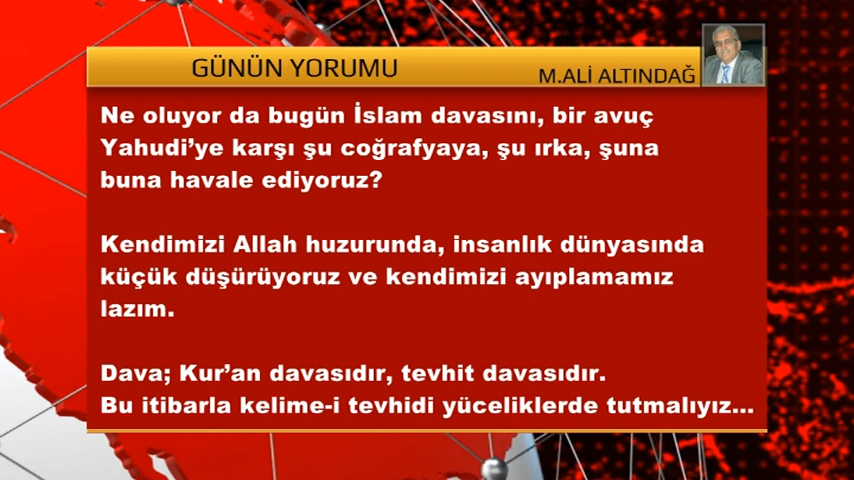 GÜNÜN YORUMU
M.ALİ ALTINDAĞ
Ne oluyor da bugün İslam davasını, bir avuç
Yahudi’ye karşı şu coğrafyaya, şu ırka, şuna
buna havale ediyoruz?
Kendimizi Allah huzurunda, insanlık dünyasında
küçük düşürüyoruz ve kendimizi ayıplamamız
lazım.
Dava; Kur’an davasıdır, tevhit davasıdır.
Bu itibarla kelime-i tevhidi yüceliklerde tutmalıyız...